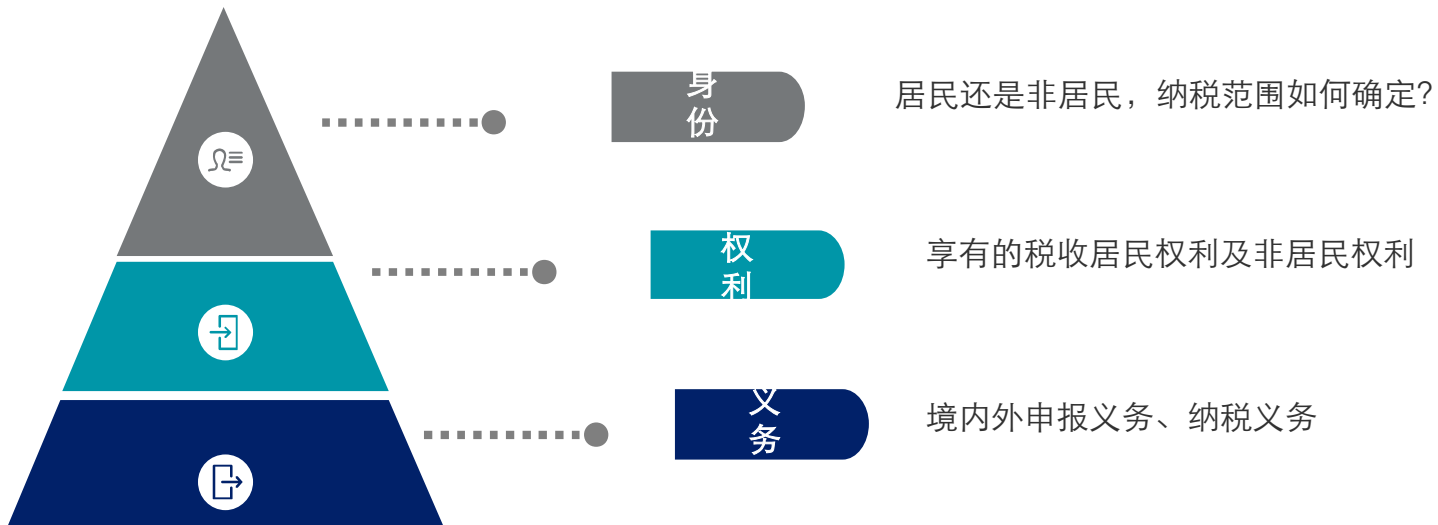 身
份
居民还是非居民，纳税范围如何确定？
权
利
享有的税收居民权利及非居民权利
义
务
境内外申报义务、纳税义务